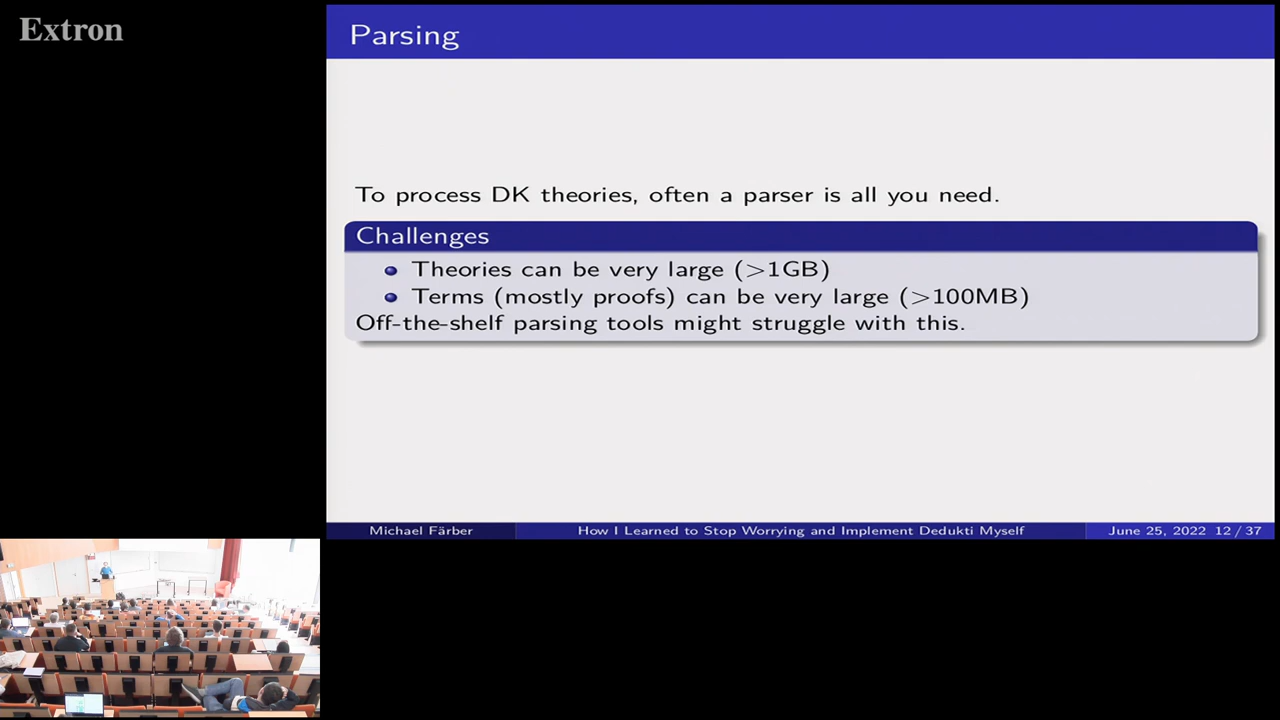 Extron
Parsing
To process DK theories, often a parser is all you need.
Challenges
Theories can be very large (>1GB)
Terms (mostly proofs) can be very large (>100MB)
Off-the-shelf parsing tools might struggle with this.
Michael Färber
How I Learned to Stop Worrying and Implement Dedukti Myself
June 25, 2022 12 / 37